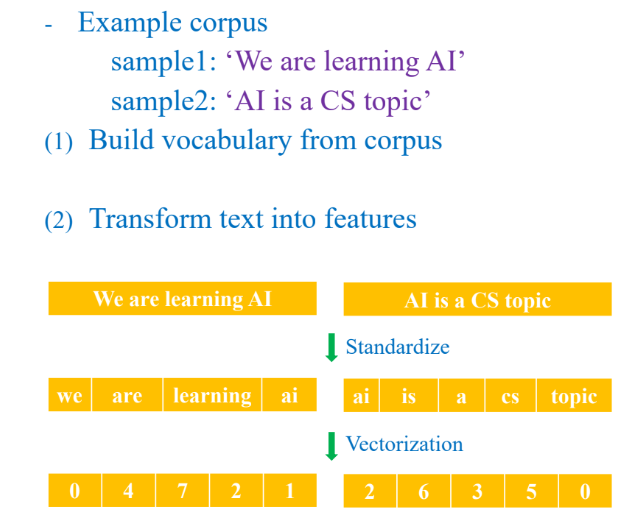 - Example corpus
sample1: ‘We are learning AI’
sample2: ‘AI is a CS topic’
(1) Build vocabulary from corpus
(2) Transform text into features
We are learning AI AI is a CS topic
Standardize
we are learning ai ai is a cs topic
Vectorization
0 4 7 2 1 2 6 3 5 0